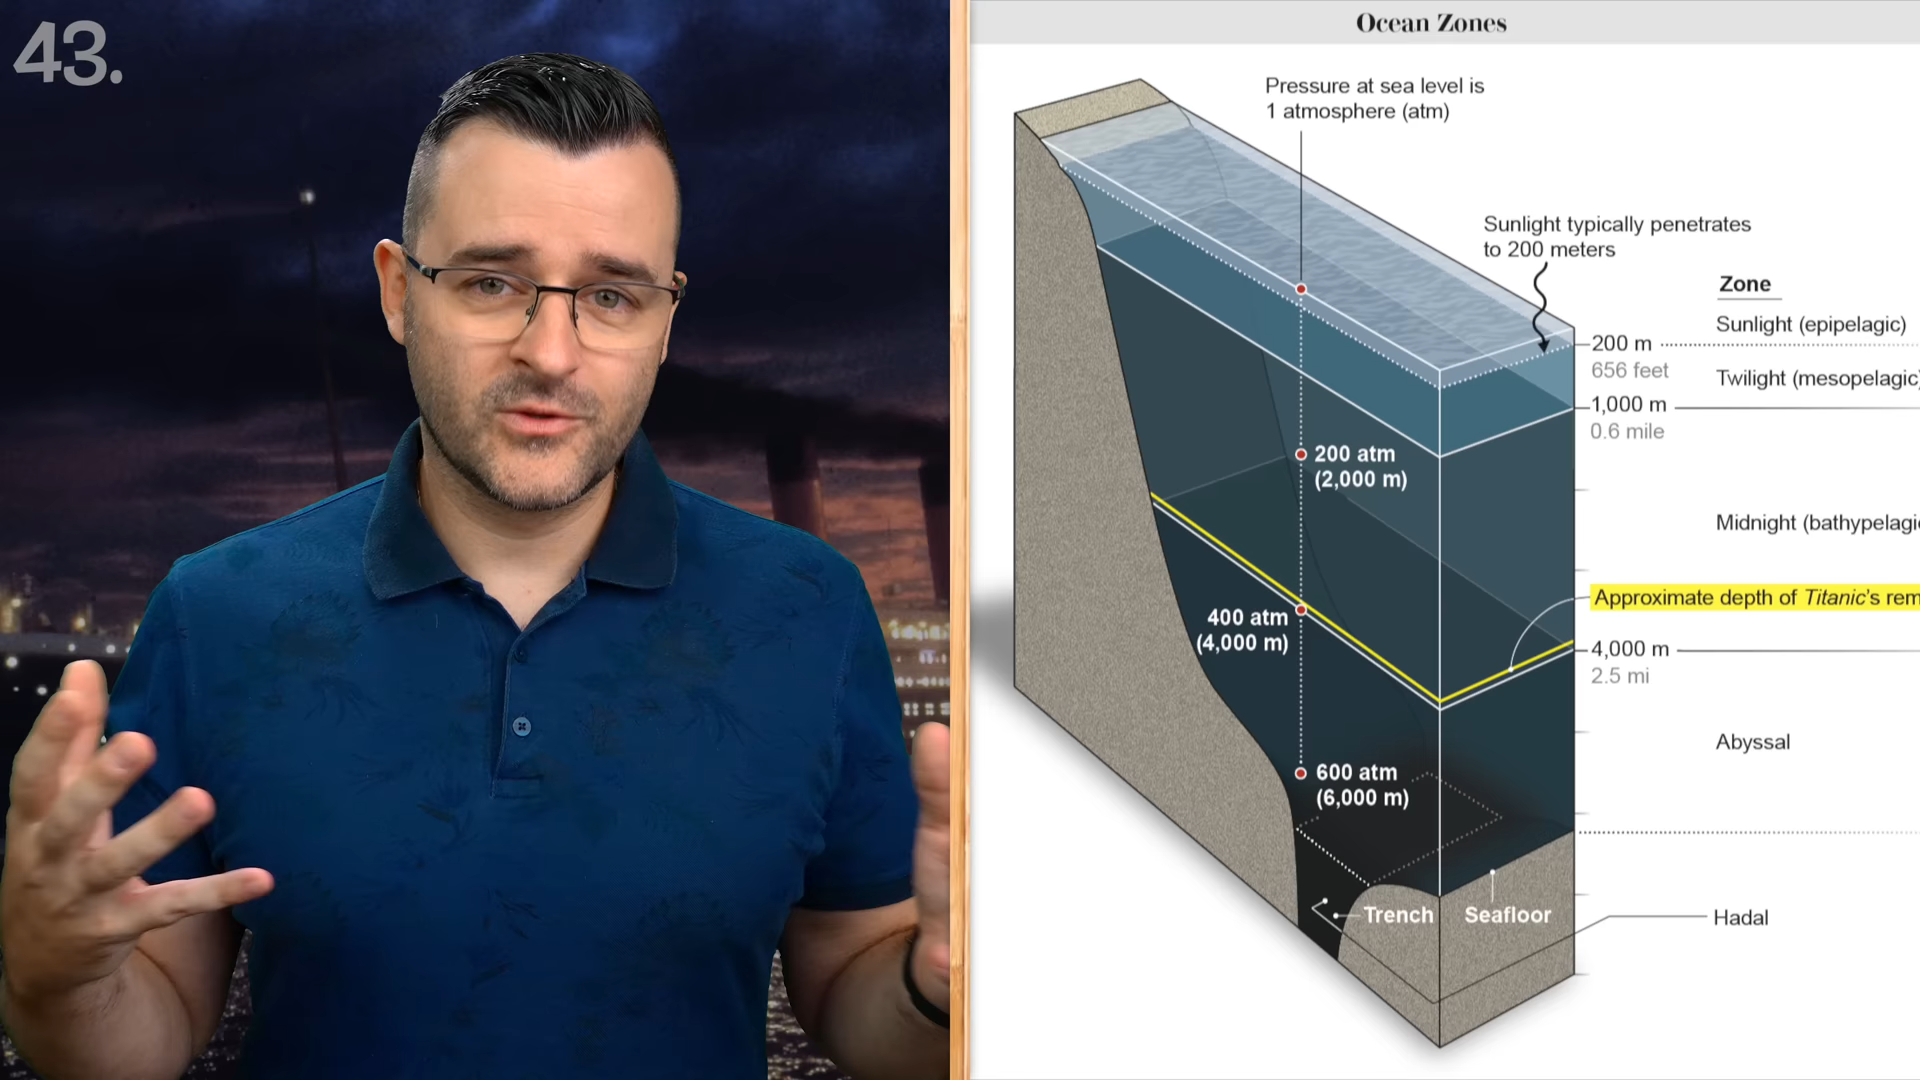 43.
Ocean Zones
Pressure at sea level is
1 atmosphere (atm)
Sunlight typically penetrates
to 200 meters
Zone
Sunlight (epipelagic)
200 m
656 feet
Twilight (mesopelagic)
1,000 m
0.6 mile
200 atm
(2,000 m)
Midnight (bathypelagic
Approximate depth of Titanic's rem
400 atm
(4,000 m)
4,000 m
2.5 mi
Abyssal
600 atm
(6,000 m)
Trench
Seafloor
Hadal